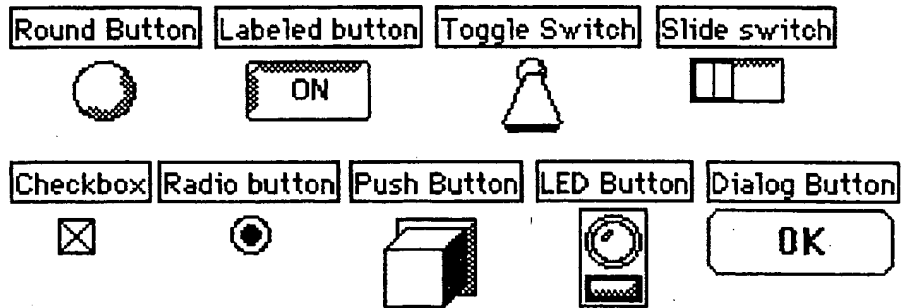 Round Button Labeled button Toggle Switch Slide switch
ON
Checkbox Radio button Push Button LED Button Dialog Button
OK